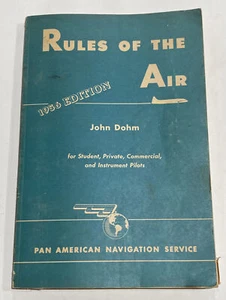 RULES OF THE
AIR
1956 EDITION
John Dohm
for Student, Private, Commercial,
and Instrument Pilots
PAN AMERICAN NAVIGATION SERVICE